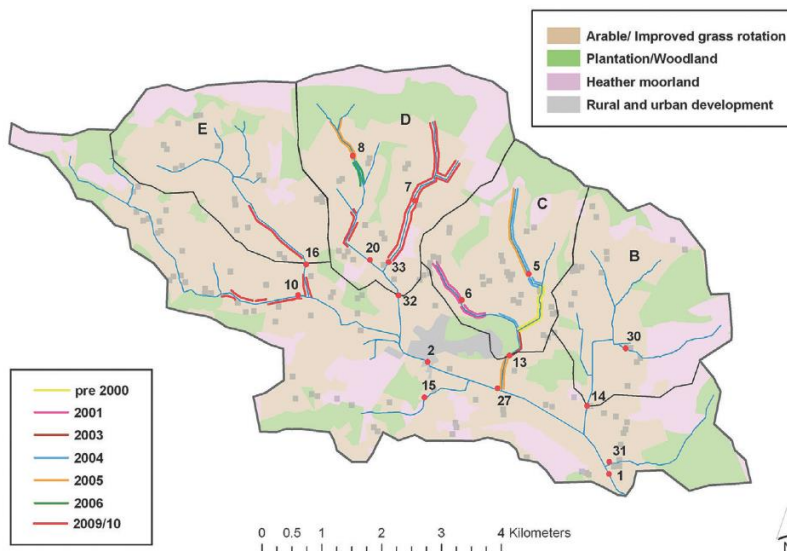 Arable/ Improved grass rotation
Plantation/Woodland
Heather moorland
Rural and urban development
E
D
8
7
C
B
16
20
33
5
10
32
6
30
2
13
15
27
14
31
1
pre 2000
2001
2003
2004
2005
2006
2009/10
0 0.5 1 2 3 4 Kilometers
N